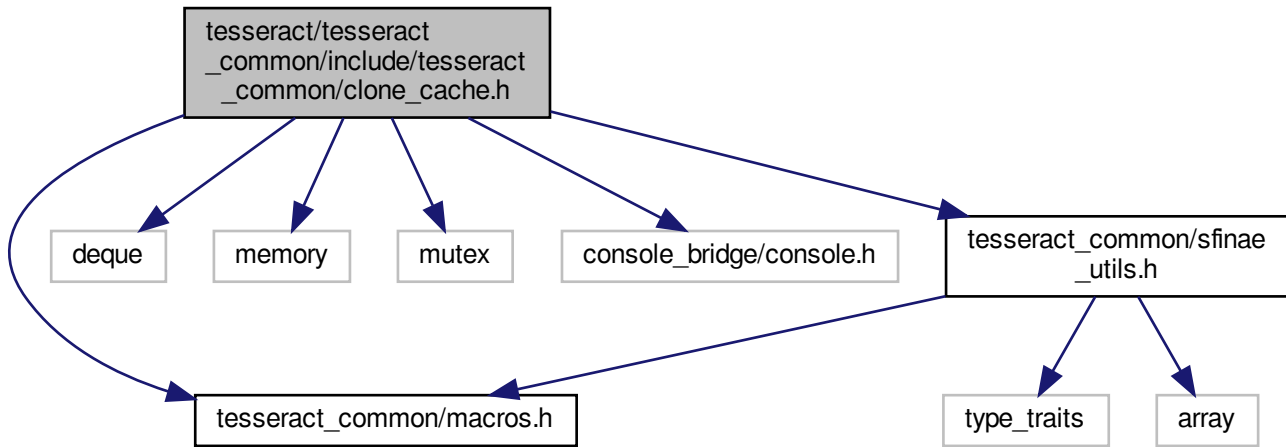 tesseract/tesseract
_common/include/tesseract
_common/clone_cache.h
deque
memory
mutex
console_bridge/console.h
tesseract_common/sfinae
_utils.h
tesseract_common/macros.h
type_traits
array